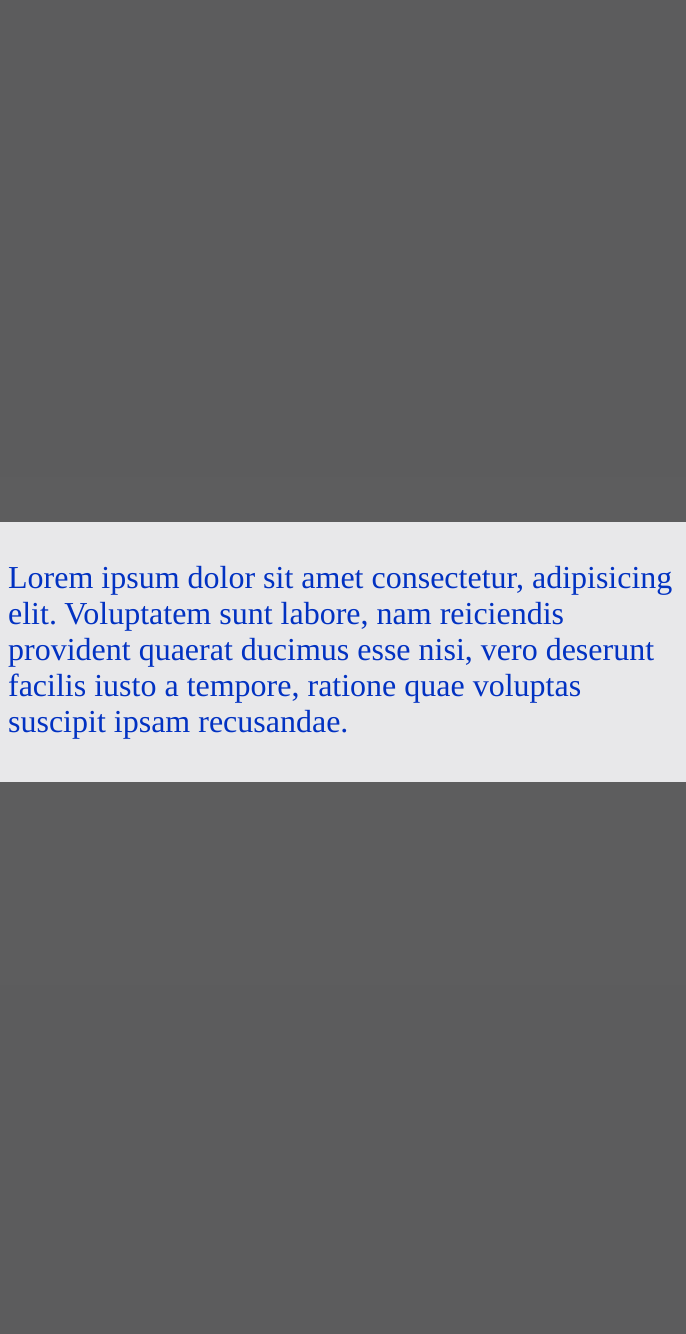 Lorem ipsum dolor sit amet consectetur, adipisicing
elit. Voluptatem sunt labore, nam reiciendis
provident quaerat ducimus esse nisi, vero deserunt
facilis iusto a tempore, ratione quae voluptas
suscipit ipsam recusandae.